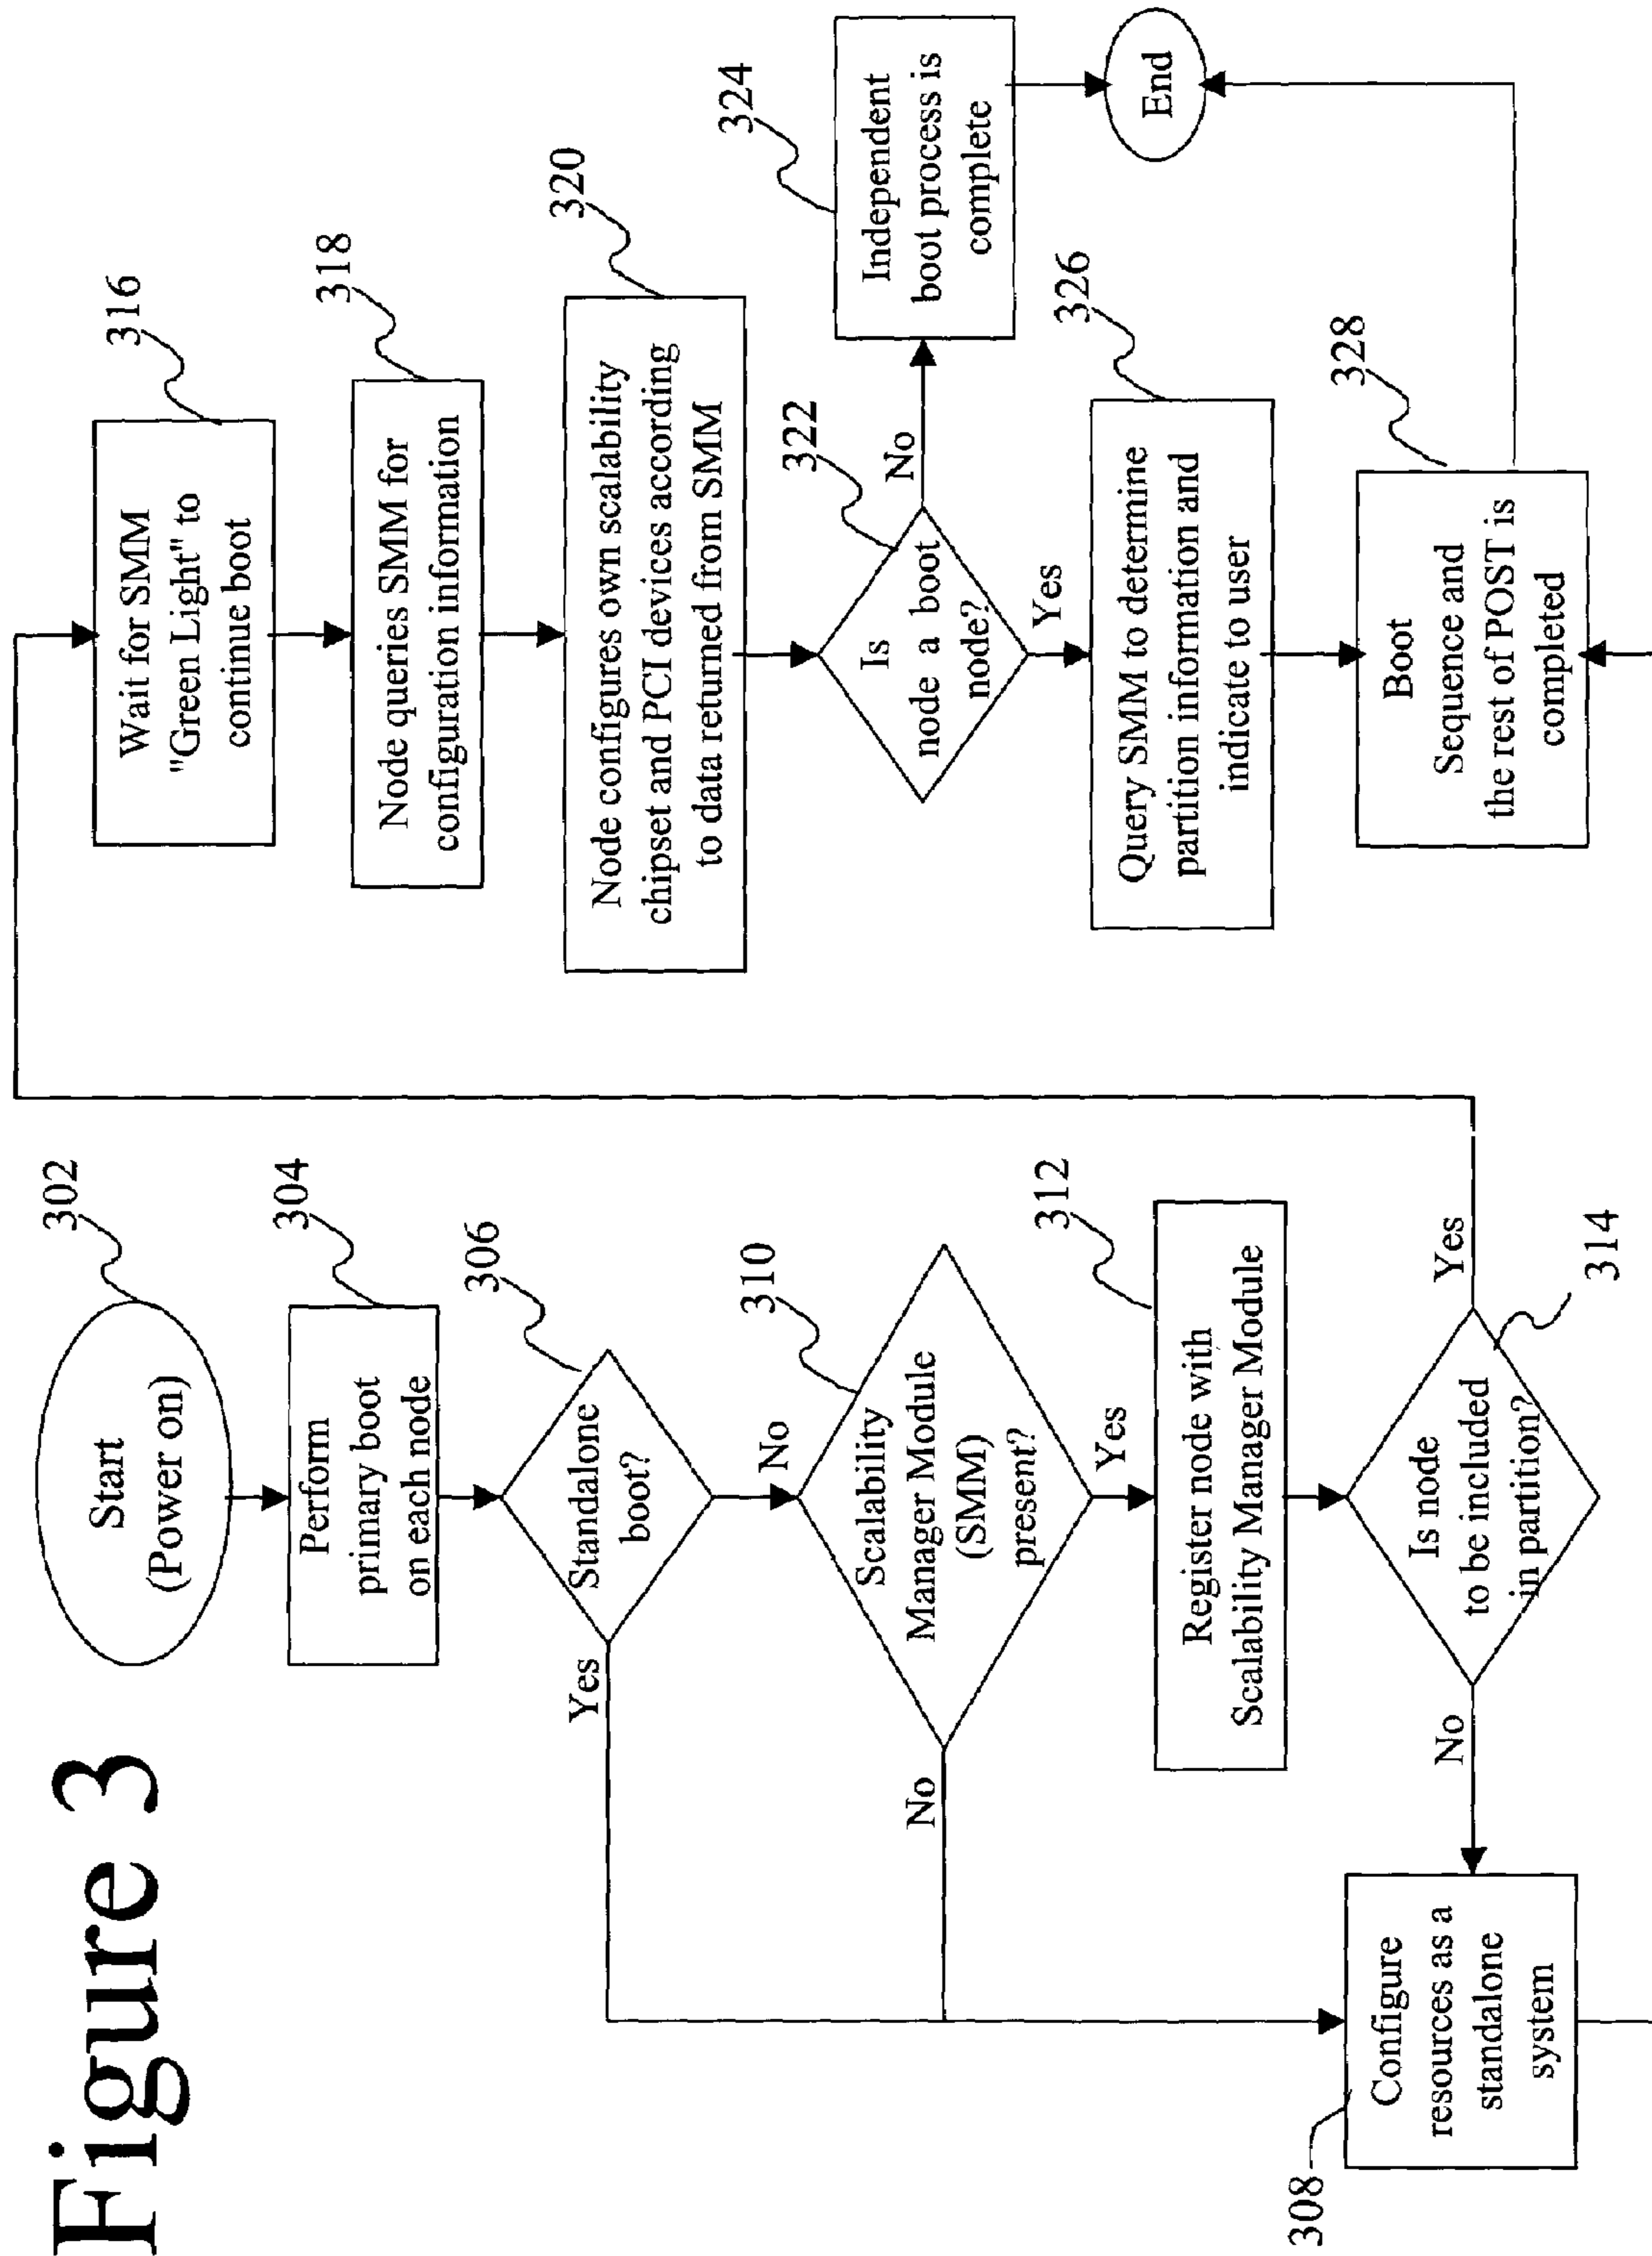 Figure 3
Start
(Power on)
302
Perform
primary boot
on each node
304
Standalone
boot?
306
Yes
No
Scalability
Manager Module
(SMM)
present?
310
No
Yes
Register node with
Scalability Manager Module
312
Is node
to be included
in partition?
314
No
Yes
Configure
resources as a
standalone
system
308
Wait for SMM
"Green Light" to
continue boot
316
Node queries SMM for
configuration information
318
Node configures own scalability
chipset and PCI devices according
to data returned from SMM
320
Is
node a boot
node?
322
No
Yes
Independent
boot process is
complete
324
Query SMM to determine
partition information and
indicate to user
326
Boot
Sequence and
the rest of POST is
completed
328
End